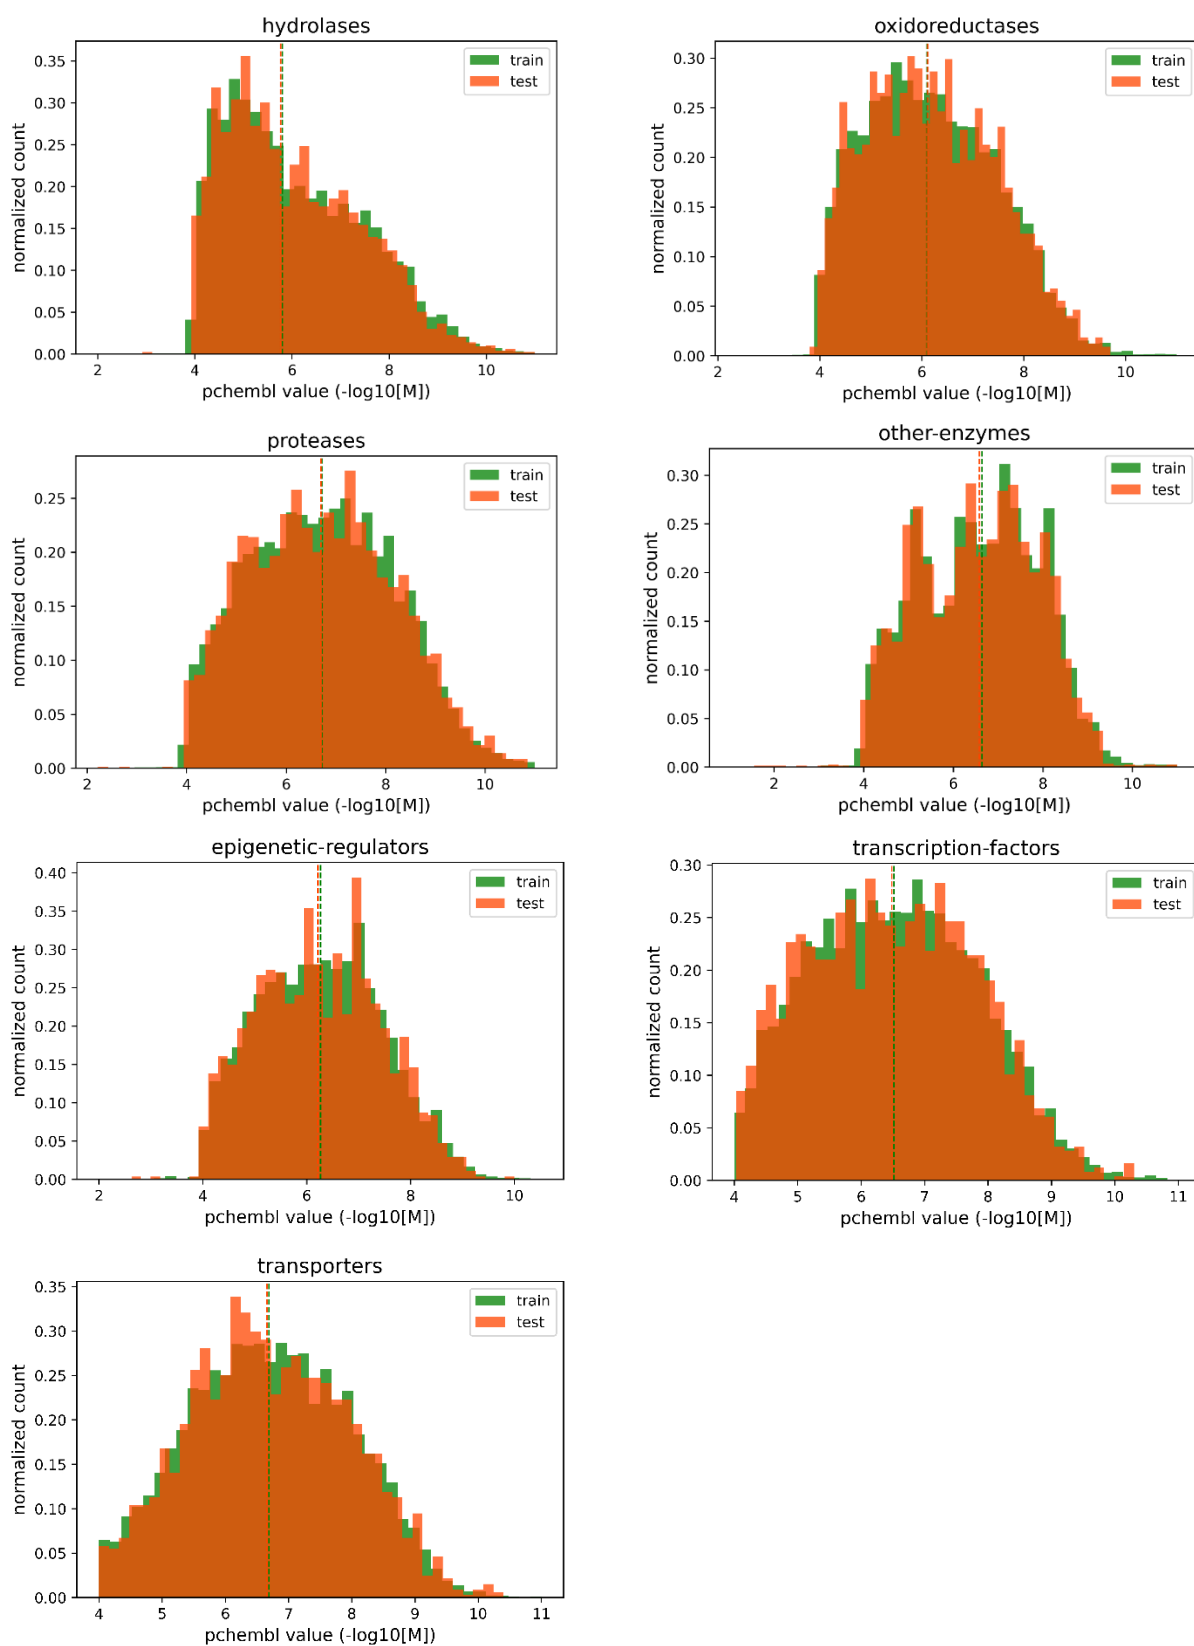 hydrolases
0.35
0.30
0.25
0.20
0.15
0.10
0.05
0.00
normalized count
train
test
2 4 6 8 10
pchembl value (-log10[M])
oxidoreductases
0.30
0.25
0.20
0.15
0.10
0.05
0.00
normalized count
train
test
2 4 6 8 10
pchembl value (-log10[M])
proteases
0.25
0.20
0.15
0.10
0.05
0.00
normalized count
train
test
2 4 6 8 10
pchembl value (-log10[M])
other-enzymes
0.30
0.25
0.20
0.15
0.10
0.05
0.00
normalized count
train
test
2 4 6 8 10
pchembl value (-log10[M])
epigenetic-regulators
0.40
0.35
0.30
0.25
0.20
0.15
0.10
0.05
0.00
normalized count
train
test
2 4 6 8 10
pchembl value (-log10[M])
transcription-factors
0.30
0.25
0.20
0.15
0.10
0.05
0.00
normalized count
train
test
4 5 6 7 8 9 10 11
pchembl value (-log10[M])
transporters
0.35
0.30
0.25
0.20
0.15
0.10
0.05
0.00
normalized count
train
test
4 5 6 7 8 9 10 11
pchembl value (-log10[M])